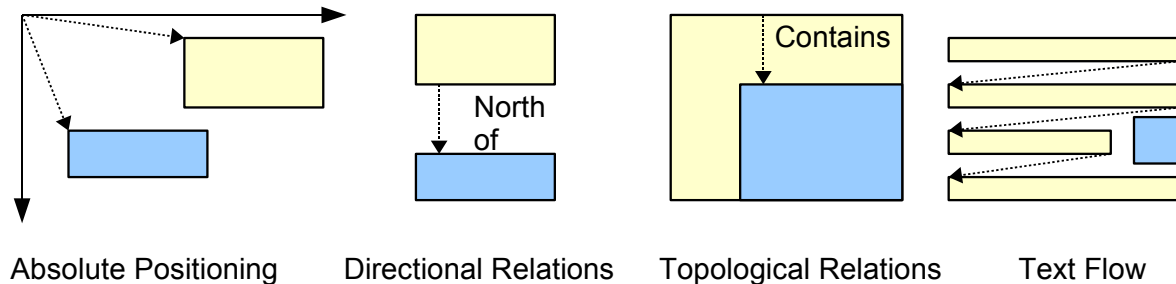 Contains
North
of
Absolute Positioning
Directional Relations
Topological Relations
Text Flow